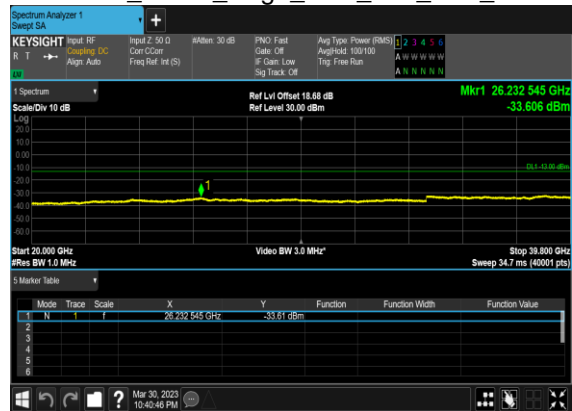 Spectrum Analyzer 1
Swept SA
+
KEYSIGHT
R T
LW
Input: RF
Coupling: DC
Align: Auto
Input Z: 50 Ω
Corr CCorr
Freq Ref: Int (S)
#Atten: 30 dB
PNO: Fast
Gate: Off
IF Gain: Low
Sig Track: Off
Avg Type: Power (RMS)
Avg|Hold: 100/100
Trig: Free Run
1 2 3 4 5 6
A W W W W W
A N N N N N
1 Spectrum
Scale/Div 10 dB
Ref Lvl Offset 18.68 dB
Ref Level 30.00 dBm
Mkr1 26.232 545 GHz
-33.606 dBm
Log
20.0
10.0
0.00
-10.0
-20.0
-30.0
-40.0
-50.0
-60.0
DL1 -13.00 dBm
1
Start 20.000 GHz
#Res BW 1.0 MHz
Video BW 3.0 MHz*
Stop 39.800 GHz
Sweep 34.7 ms (40001 pts)
5 Marker Table
Mode Trace Scale X Y Function Function Width Function Value
1 N 1 f 26.232 545 GHz -33.61 dBm
2
3
4
5
6
?
Mar 30, 2023
10:40:46 PM